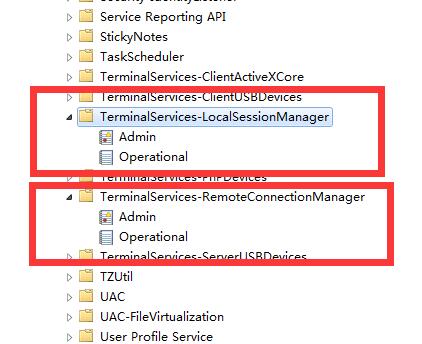 Service Reporting API
StickyNotes
TaskScheduler
TerminalServices-ClientActiveXCore
TerminalServices-ClientUSBDevices
TerminalServices-LocalSessionManager
Admin
Operational
TerminalServices-PnPDevices
TerminalServices-RemoteConnectionManager
Admin
Operational
TerminalServices-ServerUSBDevices
TZUtil
UAC
UAC-FileVirtualization
User Profile Service